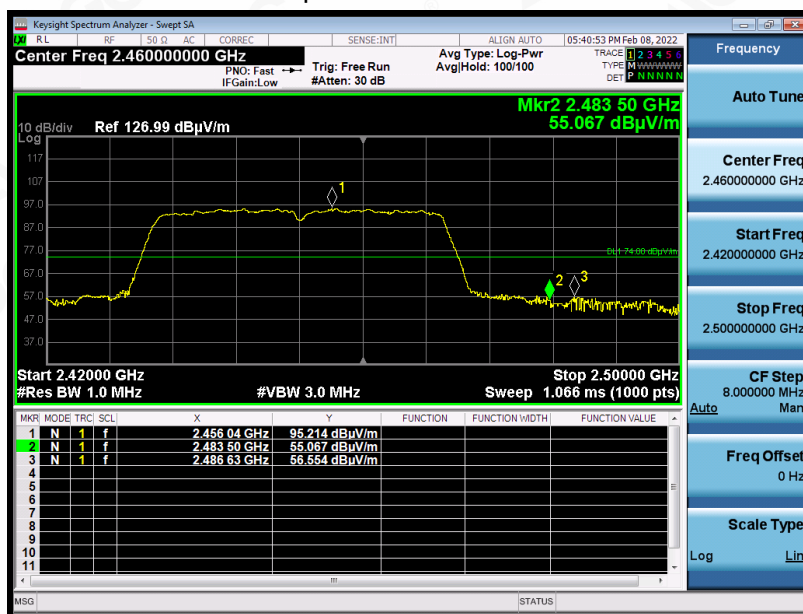 Keysight Spectrum Analyzer - Swept SA
LXI RL RF 50 Ω AC CORREC SENSE:INT ALIGN AUTO 05:40:53 PM Feb 08, 2022
Center Freq 2.460000000 GHz
PNO: Fast
IFGain:Low
Trig: Free Run
#Atten: 30 dB
Avg Type: Log-Pwr
Avg|Hold: 100/100
TRACE 1 2 3 4 5 6
TYPE M WWWWW
DET P N N N N N
Mkr2 2.483 50 GHz
55.067 dBµV/m
10 dB/div Ref 126.99 dBµV/m
Log
117
107
97.0
87.0
77.0
67.0
57.0
47.0
37.0
1
2
3
DL1 74.00 dBµV/m
Start 2.42000 GHz Stop 2.50000 GHz
#Res BW 1.0 MHz #VBW 3.0 MHz Sweep 1.066 ms (1000 pts)
MKR MODE TRC SCL X Y FUNCTION FUNCTION WIDTH FUNCTION VALUE
1 N 1 f 2.456 04 GHz 95.214 dBµV/m
2 N 1 f 2.483 50 GHz 55.067 dBµV/m
3 N 1 f 2.486 63 GHz 56.554 dBµV/m
4
5
6
7
8
9
10
11
MSG STATUS
Frequency
Auto Tune
Center Freq
2.460000000 GHz
Start Freq
2.420000000 GHz
Stop Freq
2.500000000 GHz
CF Step
8.000000 MHz
Auto Man
Freq Offset
0 Hz
Scale Type
Log Lin